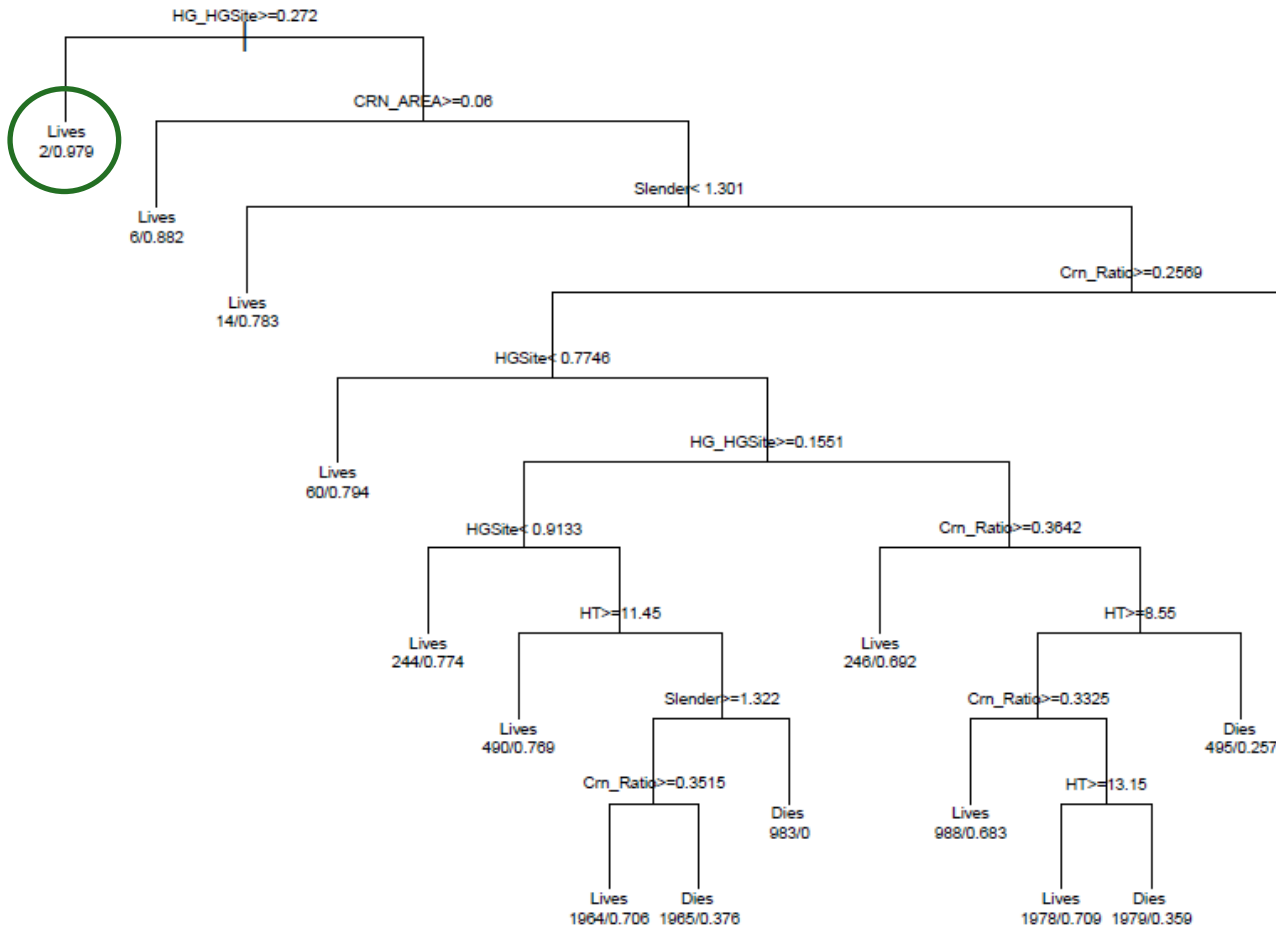 HG_HGSite>=0.272
CRN_AREA>=0.06
Lives
2/0.979
Slender< 1.301
Lives
6/0.882
Crn_Ratio>=0.2569
Lives
14/0.783
HGSite< 0.7746
HG_HGSite>=0.1551
Lives
60/0.794
HGSite< 0.9133
Crn_Ratio>=0.3642
HT>=11.45
HT>=8.55
Lives
244/0.774
Lives
246/0.692
Slender>=1.322
Crn_Ratio>=0.3325
Lives
490/0.769
Dies
495/0.257
Crn_Ratio>=0.3515
HT>=13.15
Dies
983/0
Lives
988/0.683
Lives
1964/0.706
Dies
1965/0.376
Lives
1978/0.709
Dies
1979/0.359